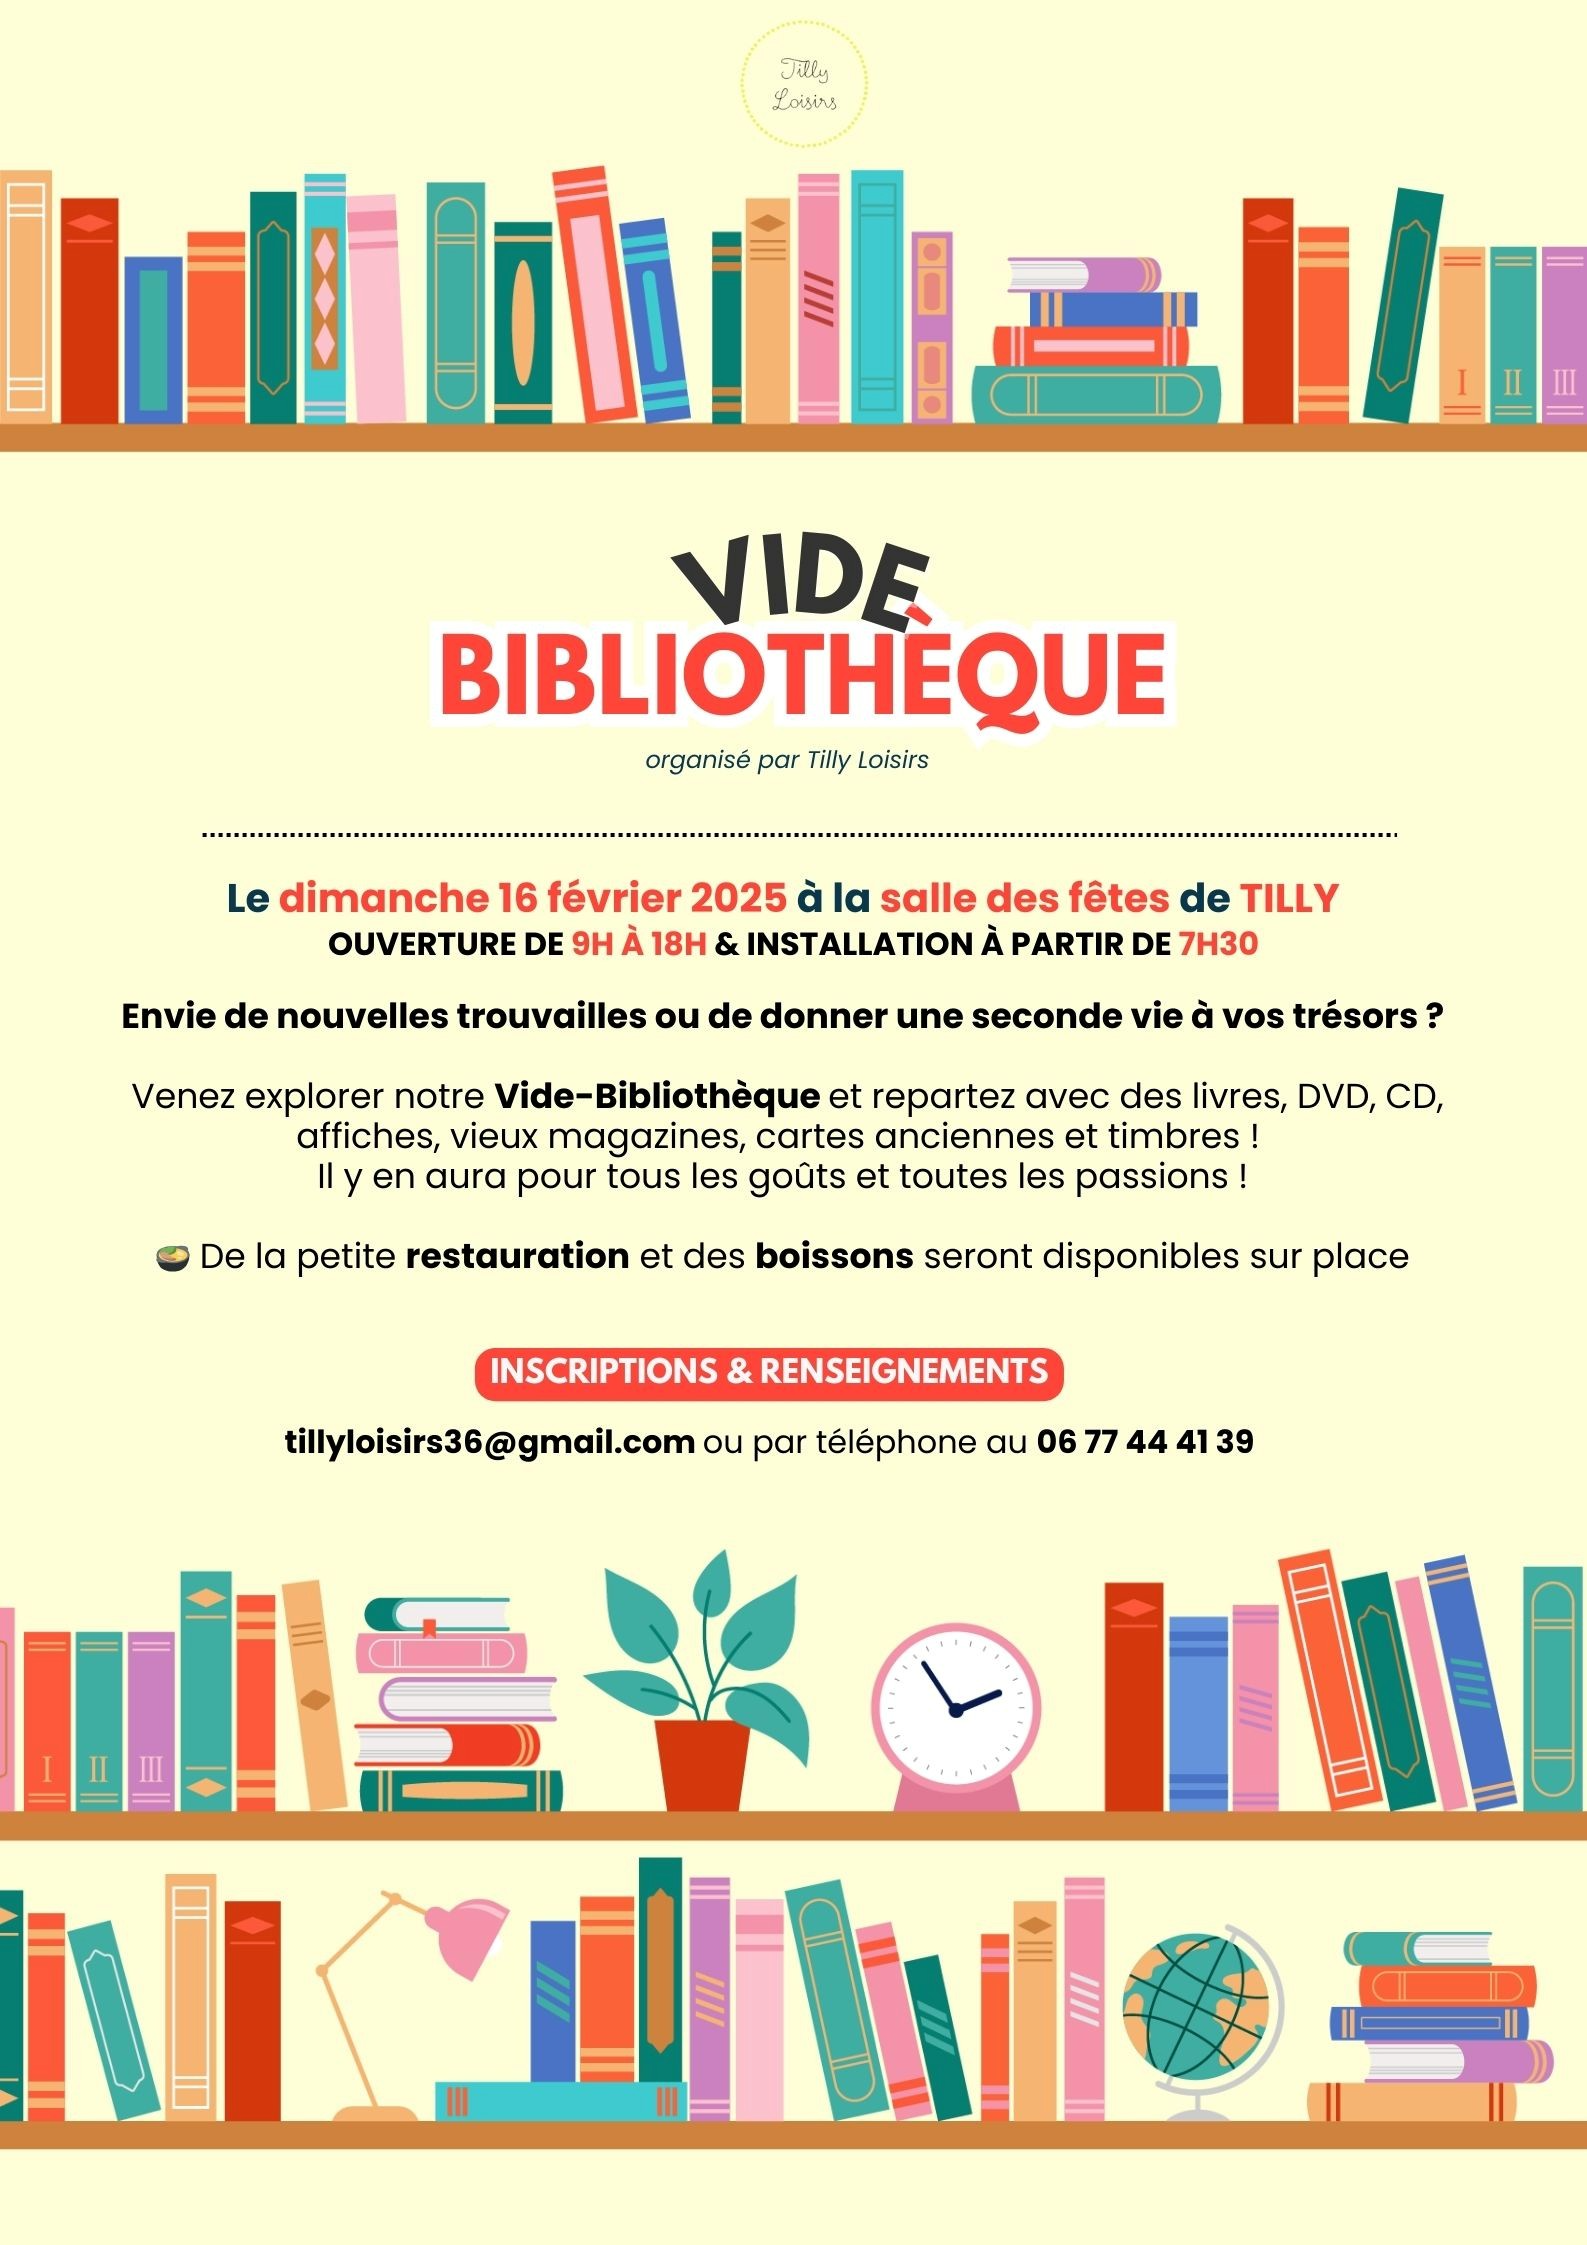 Tilly
Loisirs
I II III
VIDE
BIBLIOTHÈQUE
organisé par Tilly Loisirs
Le dimanche 16 février 2025 à la salle des fêtes de TILLY
OUVERTURE DE 9H À 18H & INSTALLATION À PARTIR DE 7H30
Envie de nouvelles trouvailles ou de donner une seconde vie à vos trésors ?
Venez explorer notre Vide-Bibliothèque et repartez avec des livres, DVD, CD,
affiches, vieux magazines, cartes anciennes et timbres !
Il y en aura pour tous les goûts et toutes les passions !
🍲 De la petite restauration et des boissons seront disponibles sur place
INSCRIPTIONS & RENSEIGNEMENTS
tillyloisirs36@gmail.com ou par téléphone au 06 77 44 41 39
I II III